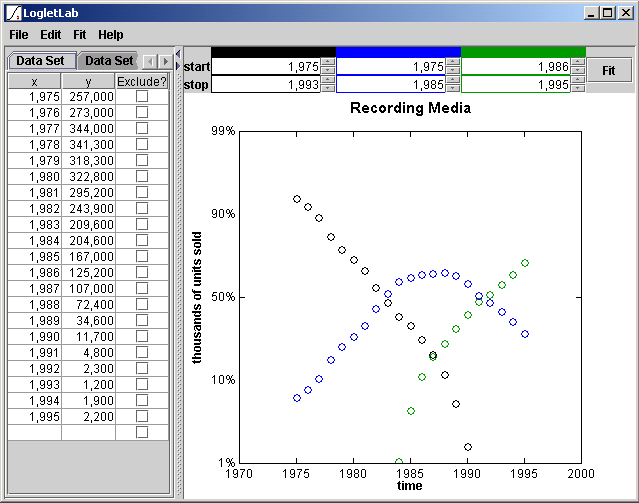 LogletLab
File Edit Fit Help
Data Set Data Set
x y Exclude?
1,975 257,000
1,976 273,000
1,977 344,000
1,978 341,300
1,979 318,300
1,980 322,800
1,981 295,200
1,982 243,900
1,983 209,600
1,984 204,600
1,985 167,000
1,986 125,200
1,987 107,000
1,988 72,400
1,989 34,600
1,990 11,700
1,991 4,800
1,992 2,300
1,993 1,200
1,994 1,900
1,995 2,200
start 1,975 1,975 1,986
stop 1,993 1,985 1,995
Fit
Recording Media
99%
90%
50%
10%
1%
thousands of units sold
1970 1975 1980 1985 1990 1995 2000
time